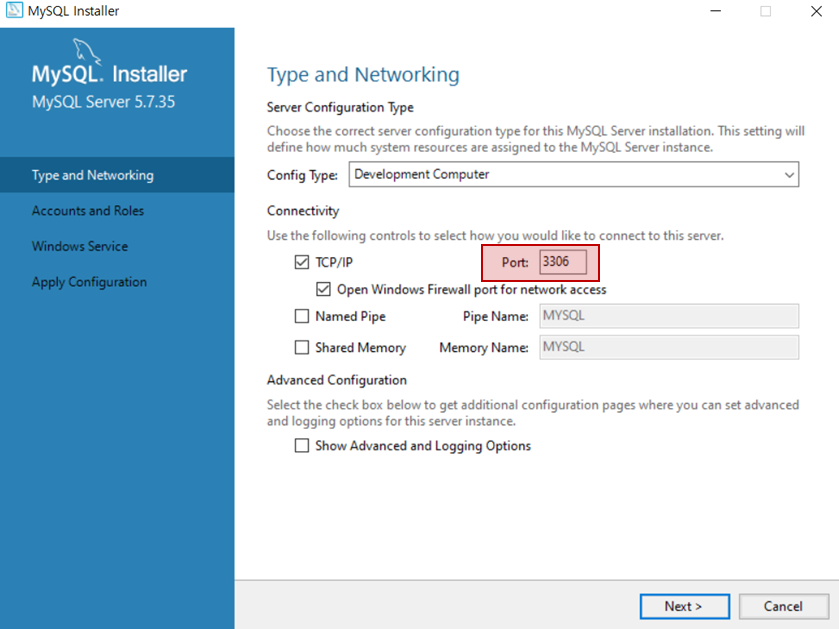 MySQL Installer
MySQL. Installer
MySQL Server 5.7.35
Type and Networking
Accounts and Roles
Windows Service
Apply Configuration
Type and Networking
Server Configuration Type
Choose the correct server configuration type for this MySQL Server installation. This setting will
define how much system resources are assigned to the MySQL Server instance.
Config Type: Development Computer
Connectivity
Use the following controls to select how you would like to connect to this server.
TCP/IP Port: 3306
Open Windows Firewall port for network access
Named Pipe Pipe Name: MYSQL
Shared Memory Memory Name: MYSQL
Advanced Configuration
Select the check box below to get additional configuration pages where you can set advanced
and logging options for this server instance.
Show Advanced and Logging Options
Next > Cancel